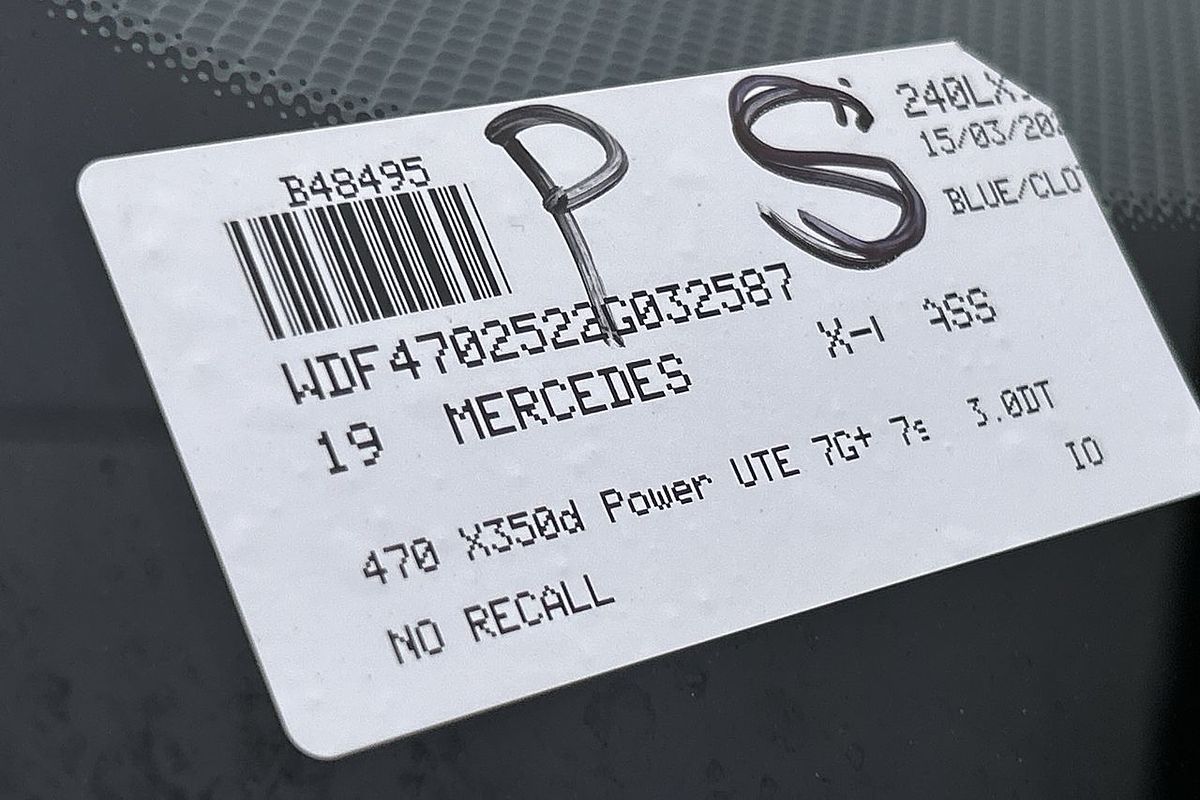 P S
240LX
15/03/202
B48495
BLUE/CLO
WDF4702522G032587
19 MERCEDES X-
470 X350d Power UTE 7G+ 7s 3.0DT
IO
NO RECALL